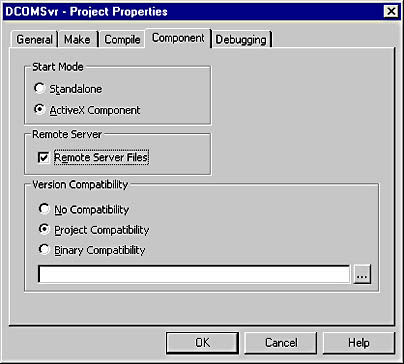 DCOMSvr - Project Properties
General Make Compile Component Debugging
Start Mode
Standalone
ActiveX Component
Remote Server
Remote Server Files
Version Compatibility
No Compatibility
Project Compatibility
Binary Compatibility
...
OK Cancel Help